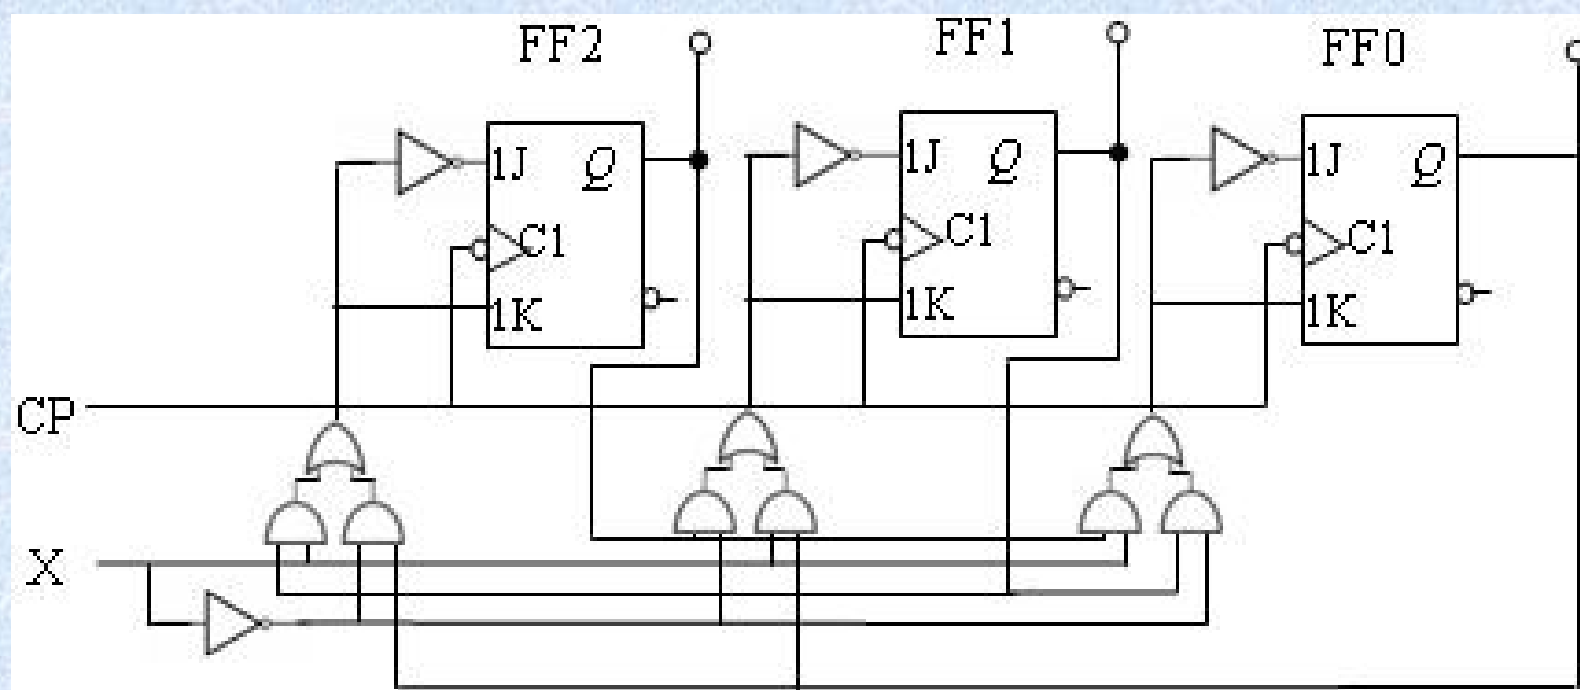 FF2 FF1 FF0
1J Q 1J Q 1J Q
C1 C1 C1
1K 1K 1K
CP
X